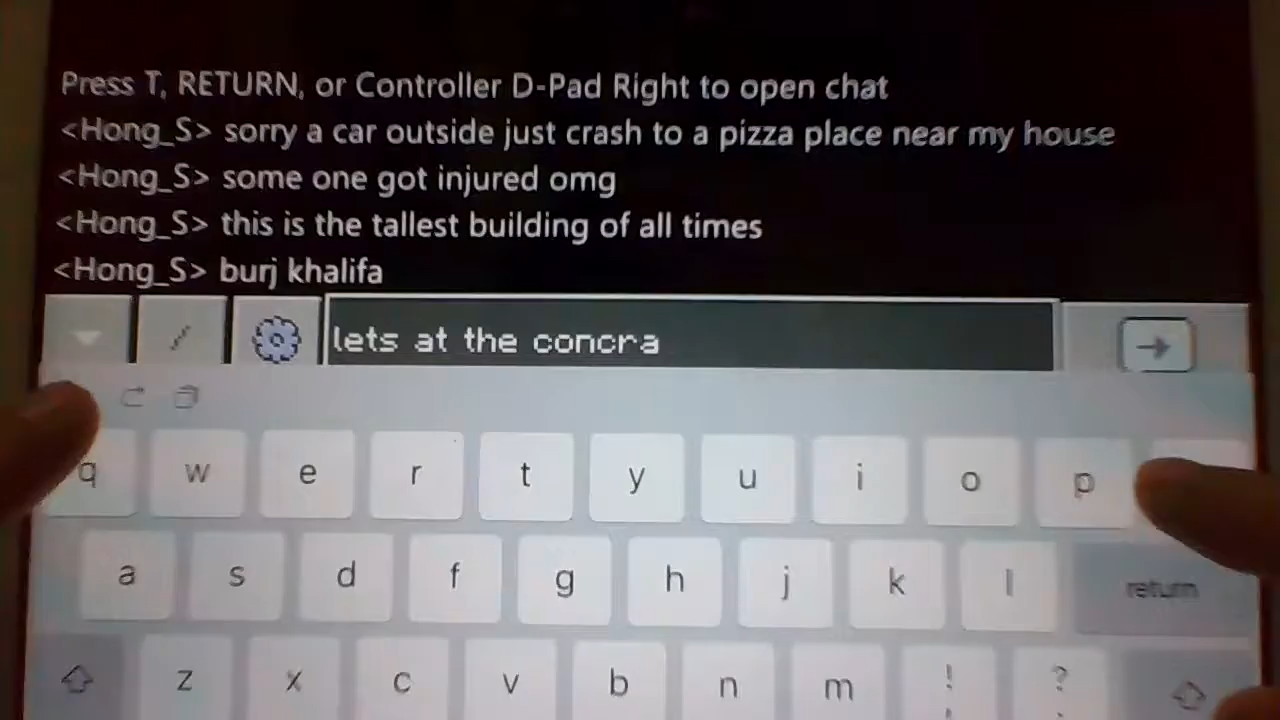 Press T, RETURN, or Controller D-Pad Right to open chat
<Hong_S> sorry a car outside just crash to a pizza place near my house
<Hong_S> some one got injured omg
<Hong_S> this is the tallest building of all times
<Hong_S> burj khalifa
lets at the concra
q w e r t y u i o p
a s d f g h j k l return
z x c v b n m ! ?